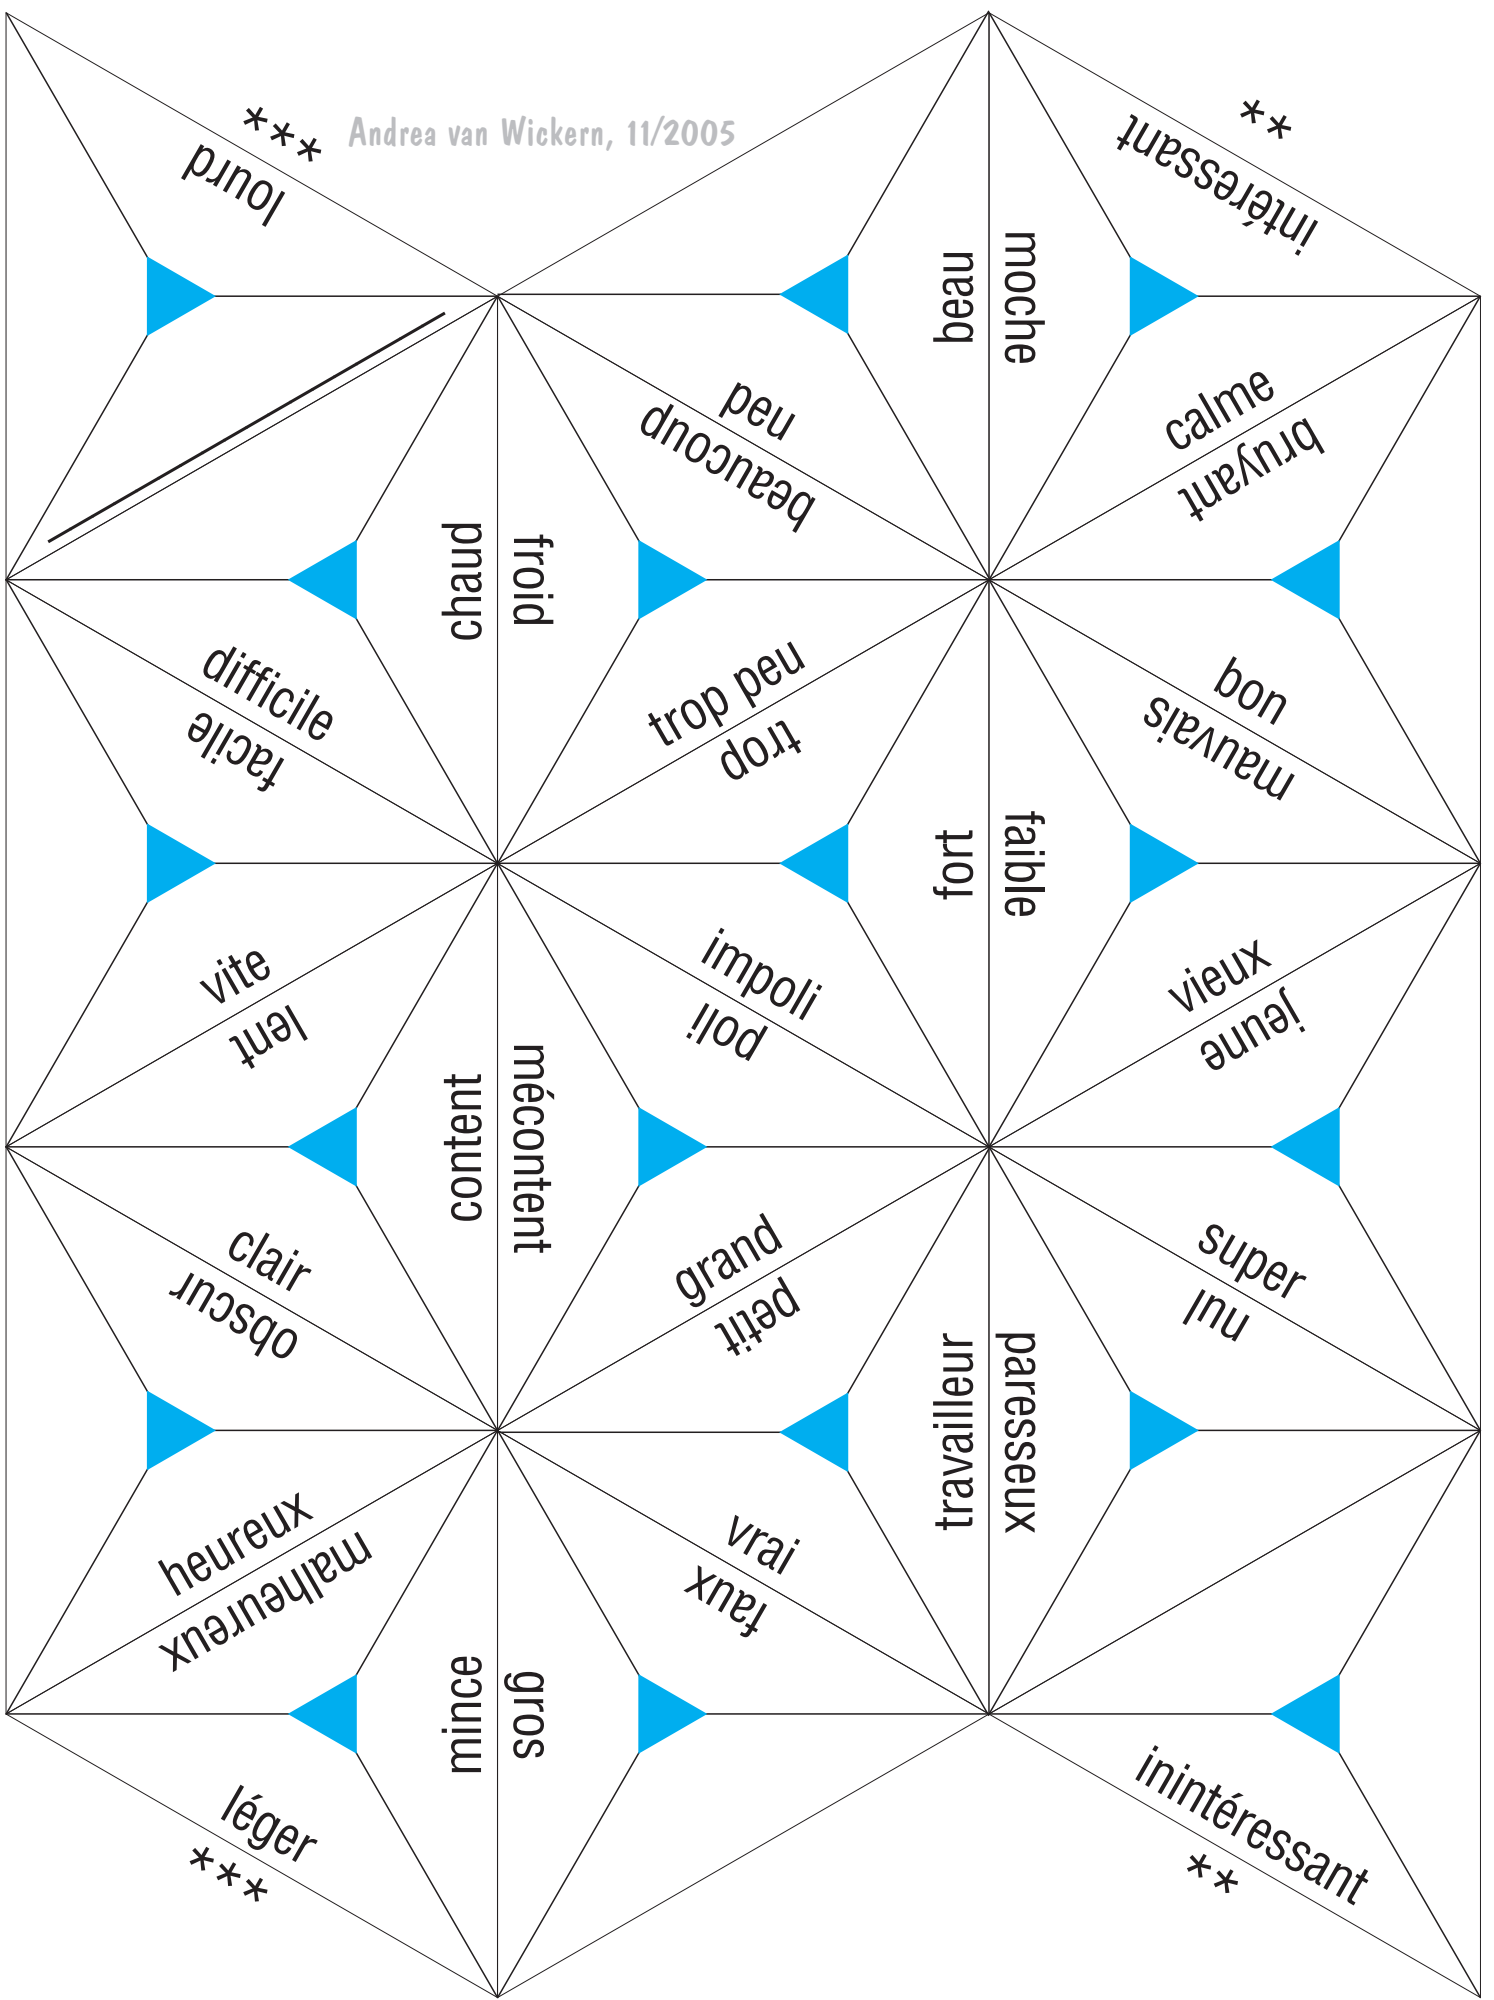 ***
lourd
Andrea van Wickern, 11/2005
**
intéressant
beau
moche
peu
beaucoup
calme
bruyant
chaud
froid
difficile
facile
trop peu
trop
bon
mauvais
fort
faible
vite
lent
impoli
poli
vieux
jeune
content
mécontent
clair
obscur
grand
petit
super
nul
travailleur
paresseux
heureux
malheureux
vrai
faux
mince
gros
léger
***
inintéressant
**